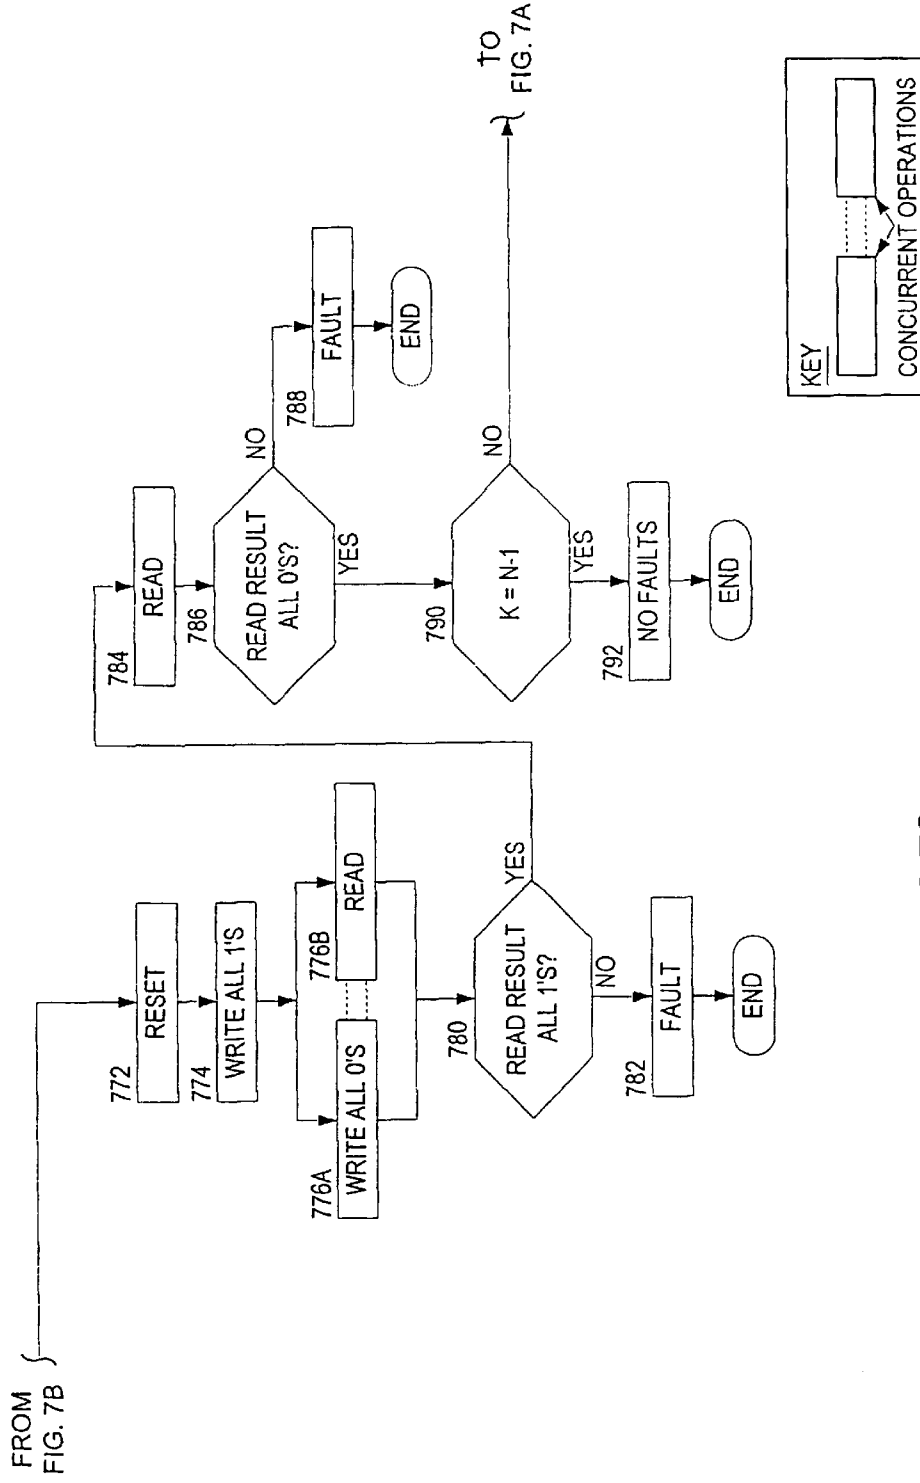 FROM
FIG. 7B
772
RESET
774
WRITE ALL 1'S
776A
WRITE ALL 0'S
776B
READ
780
READ RESULT
ALL 1'S?
YES
NO
782
FAULT
END
784
READ
786
READ RESULT
ALL 0'S?
NO
YES
788
FAULT
END
790
K = N-1
NO
YES
TO
FIG. 7A
792
NO FAULTS
END
KEY
CONCURRENT OPERATIONS